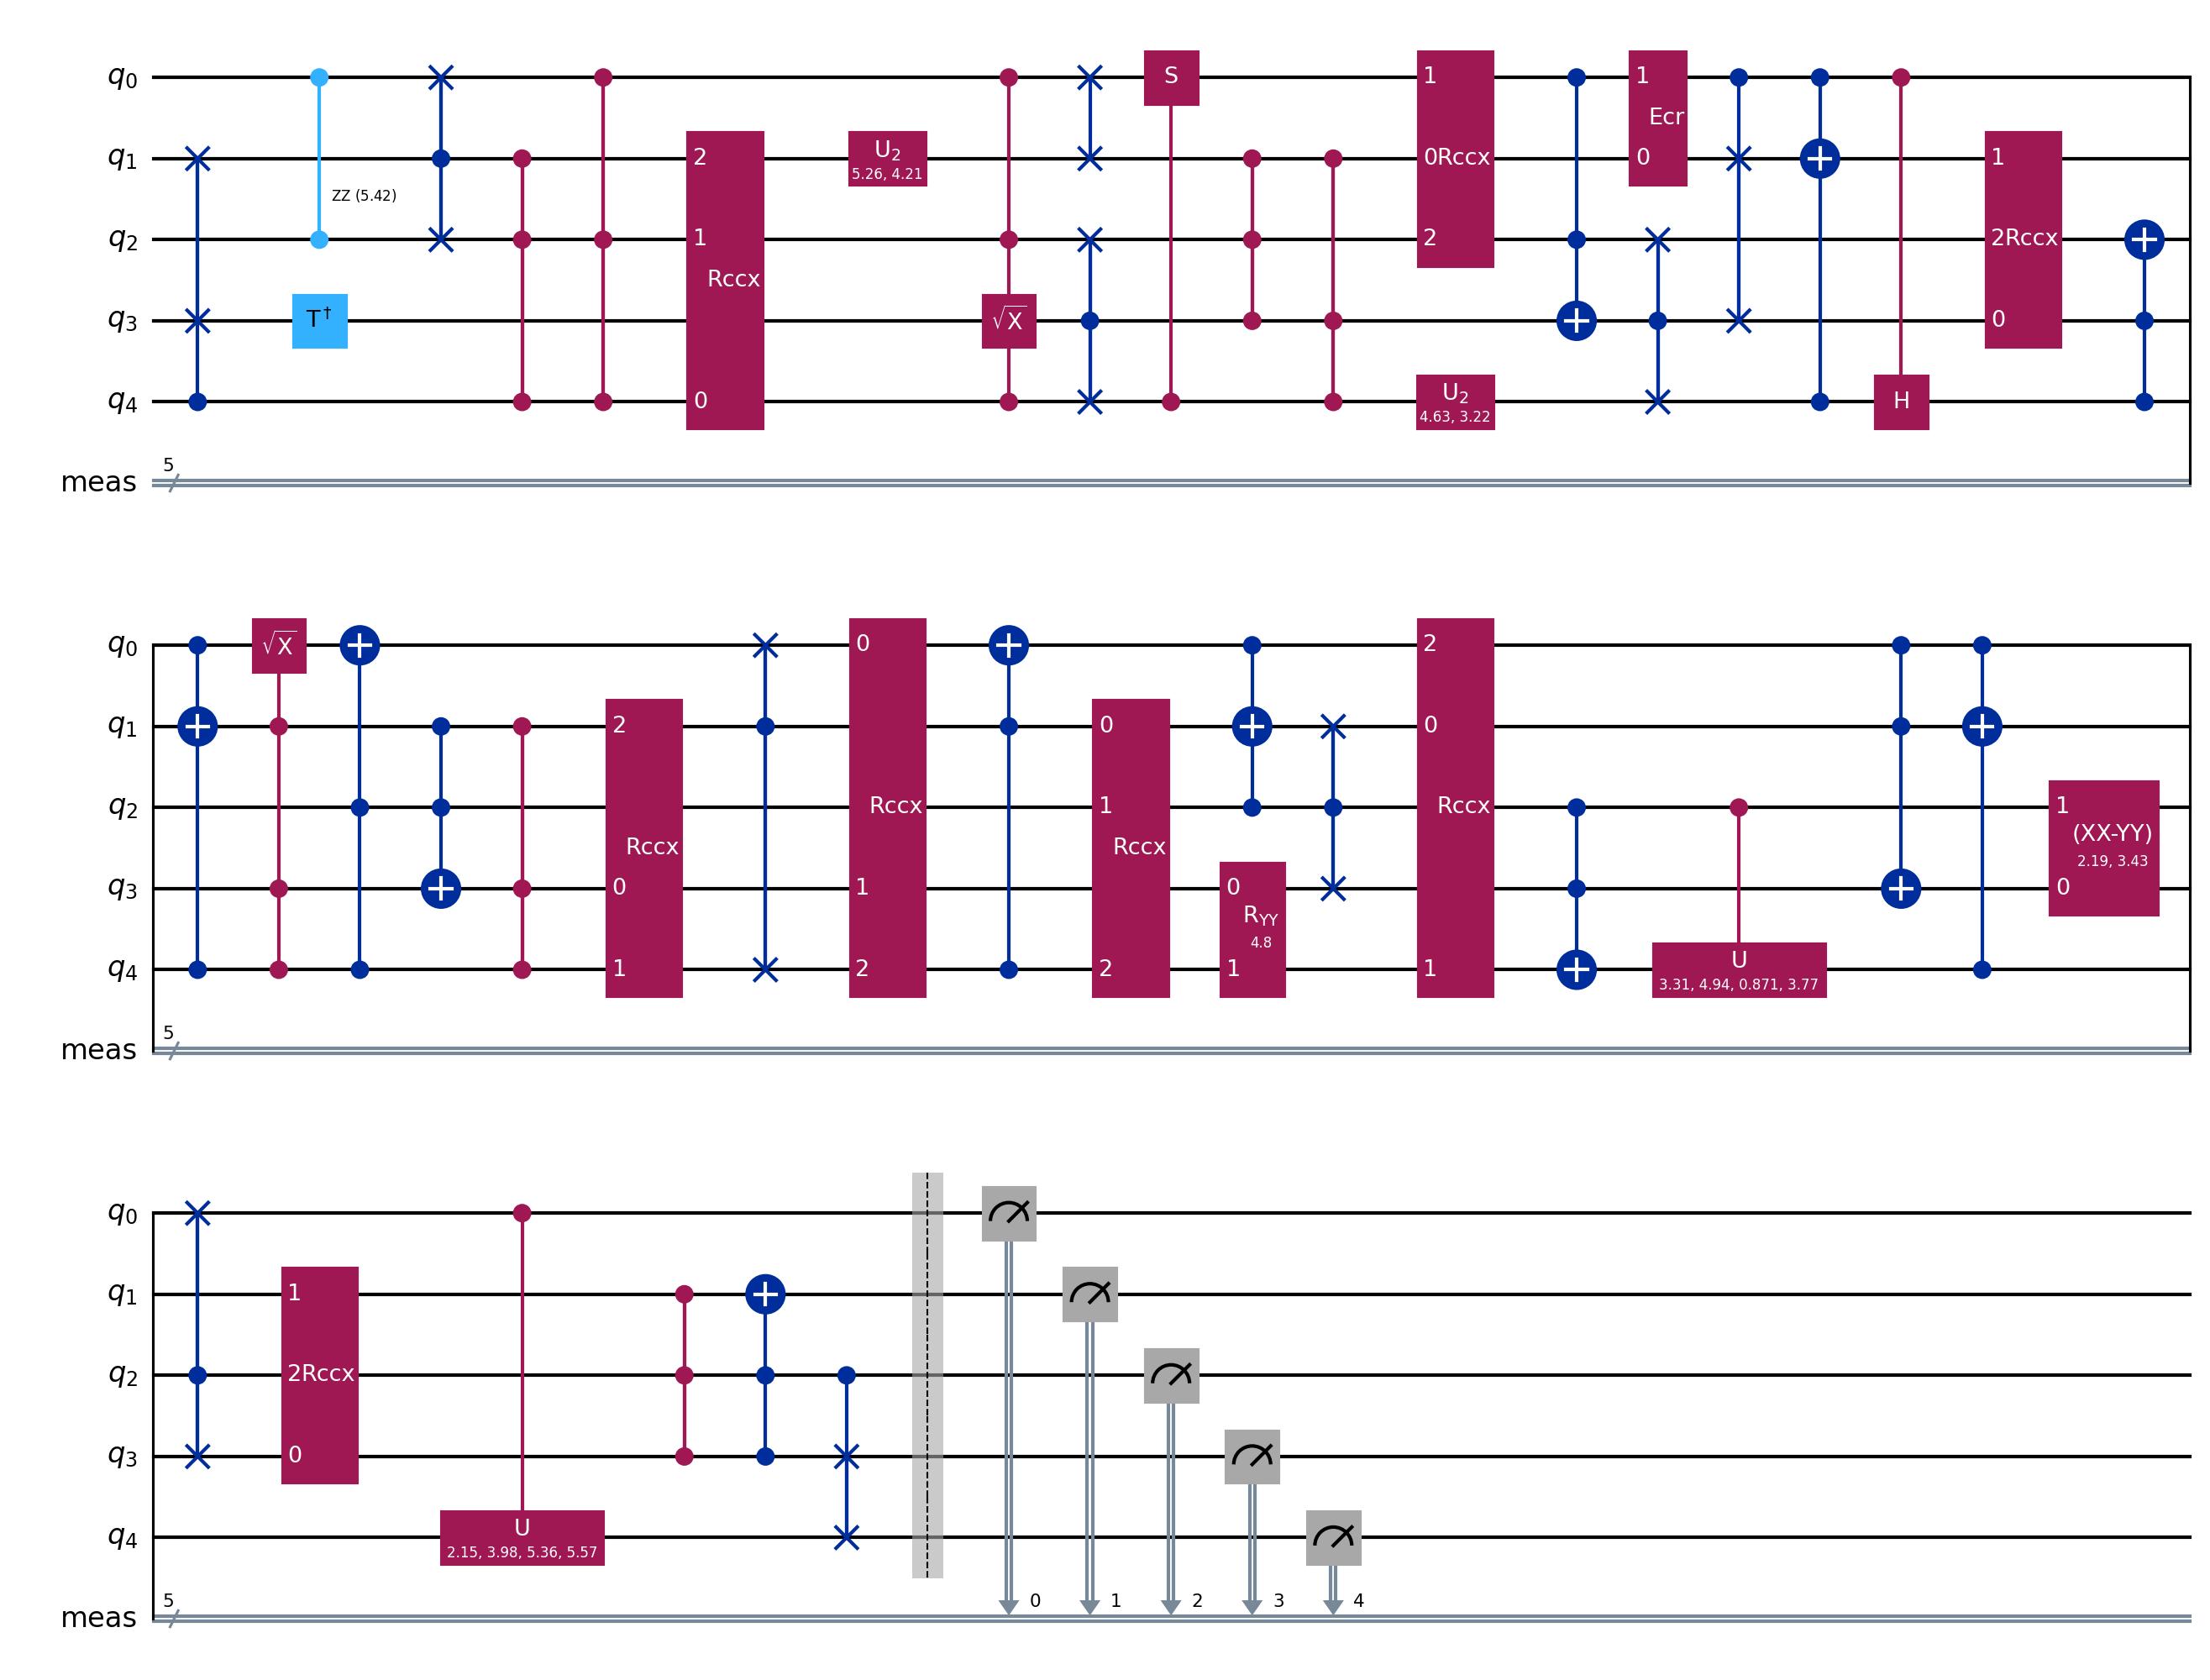 q0
1
Ecr
S
q1
2
U2
5.26, 4.21
0Rccx
0
1
ZZ (5.42)
q2
1
Rccx
2
2Rccx
q3
T†
√X
0
q4
0
U2
4.63, 3.22
H
5
meas
q0
√X
0
2
q1
2
0
0
q2
Rccx
1
Rccx
1
Rccx
Rccx
(XX-YY)
2.19, 3.43
q3
0
1
0
RYY
4.8
0
q4
1
2
2
1
1
U
3.31, 4.94, 0.871, 3.77
5
meas
q0
q1
1
q2
2Rccx
q3
0
q4
U
2.15, 3.98, 5.36, 5.57
5
0
1
2
3
4
meas